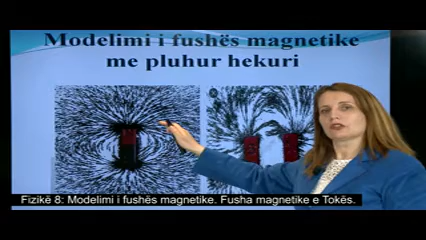 Modelimi i fushës magnetike
me pluhur hekuri
Fizikë 8: Modelimi i fushës magnetike. Fusha magnetike e Tokës.